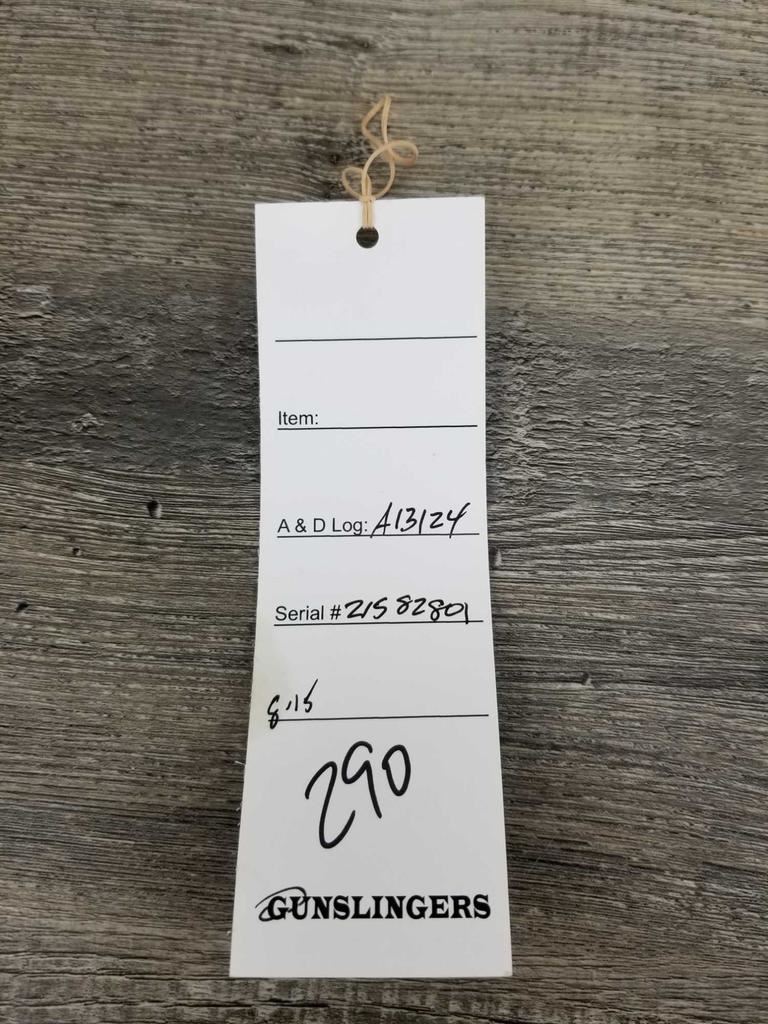 Item:
A & D Log: A13124
Serial # 21582801
8.15
290
GUNSLINGERS